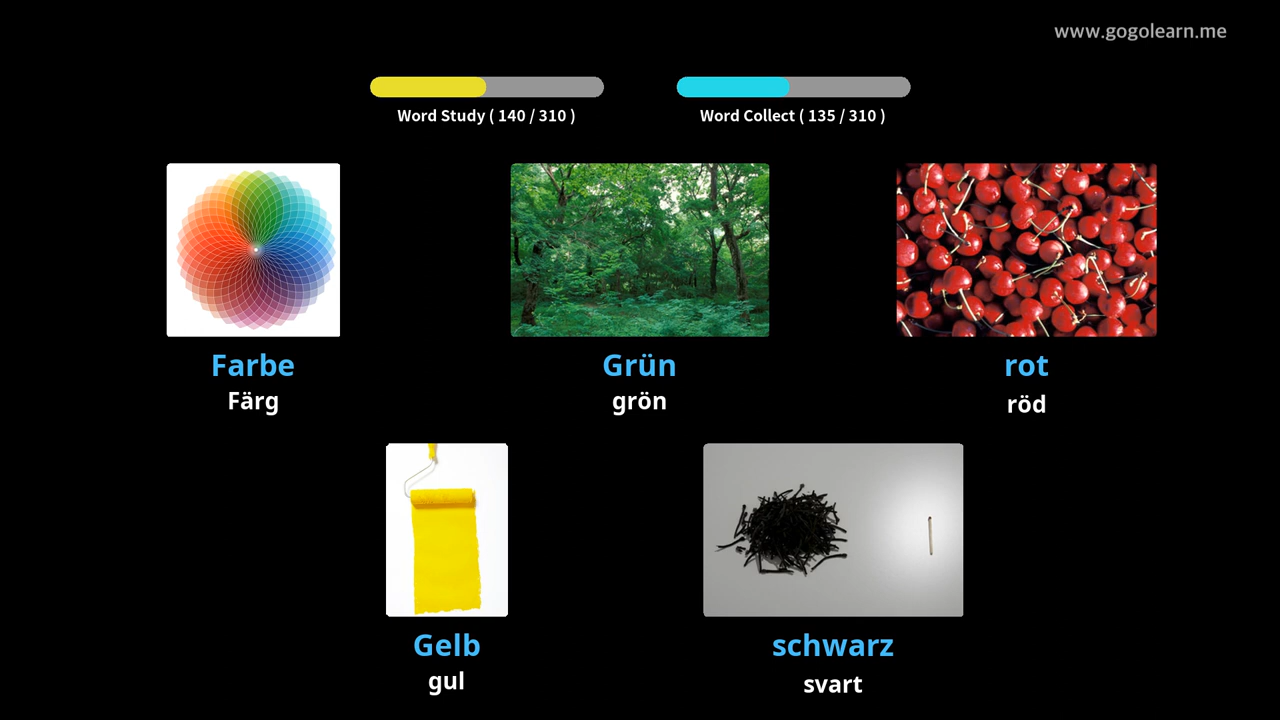 www.gogolearn.me
Word Study ( 140 / 310 )
Word Collect ( 135 / 310 )
Farbe
Färg
Grün
grön
rot
röd
Gelb
gul
schwarz
svart